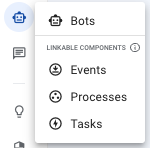 Bots
LINKABLE COMPONENTS
Events
Processes
Tasks